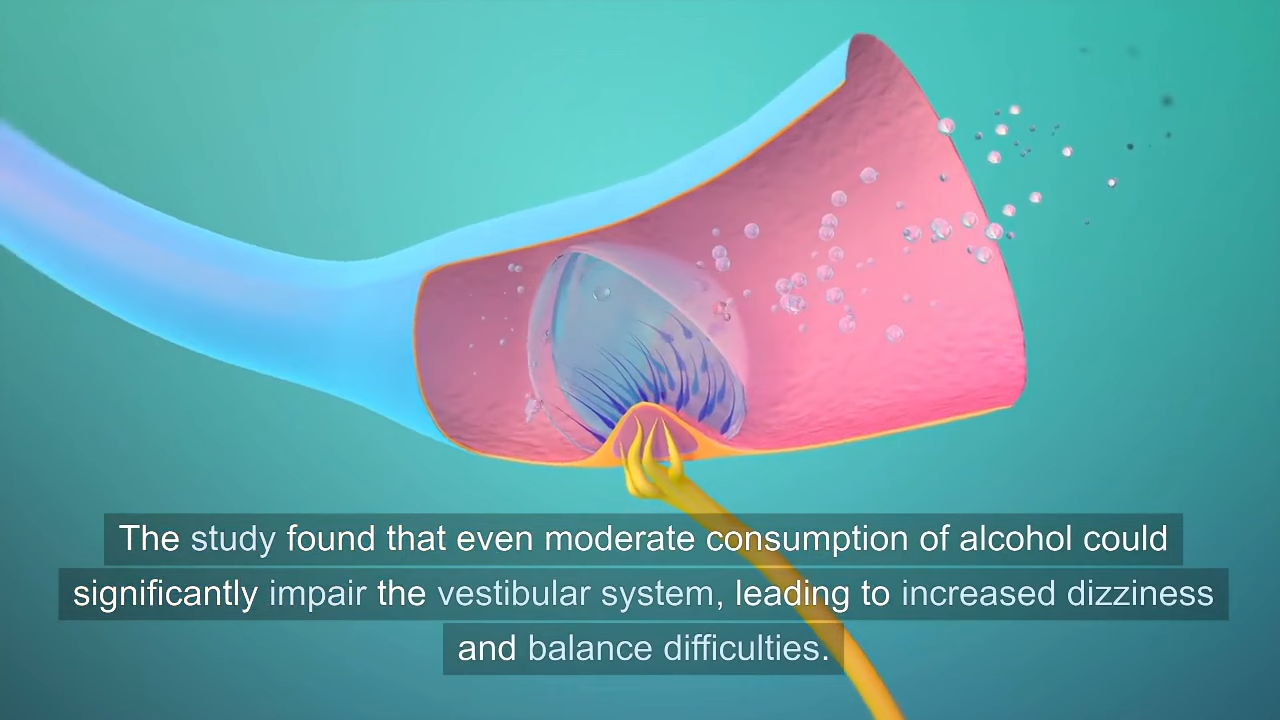 The study found that even moderate consumption of alcohol could
significantly impair the vestibular system, leading to increased dizziness
and balance difficulties.